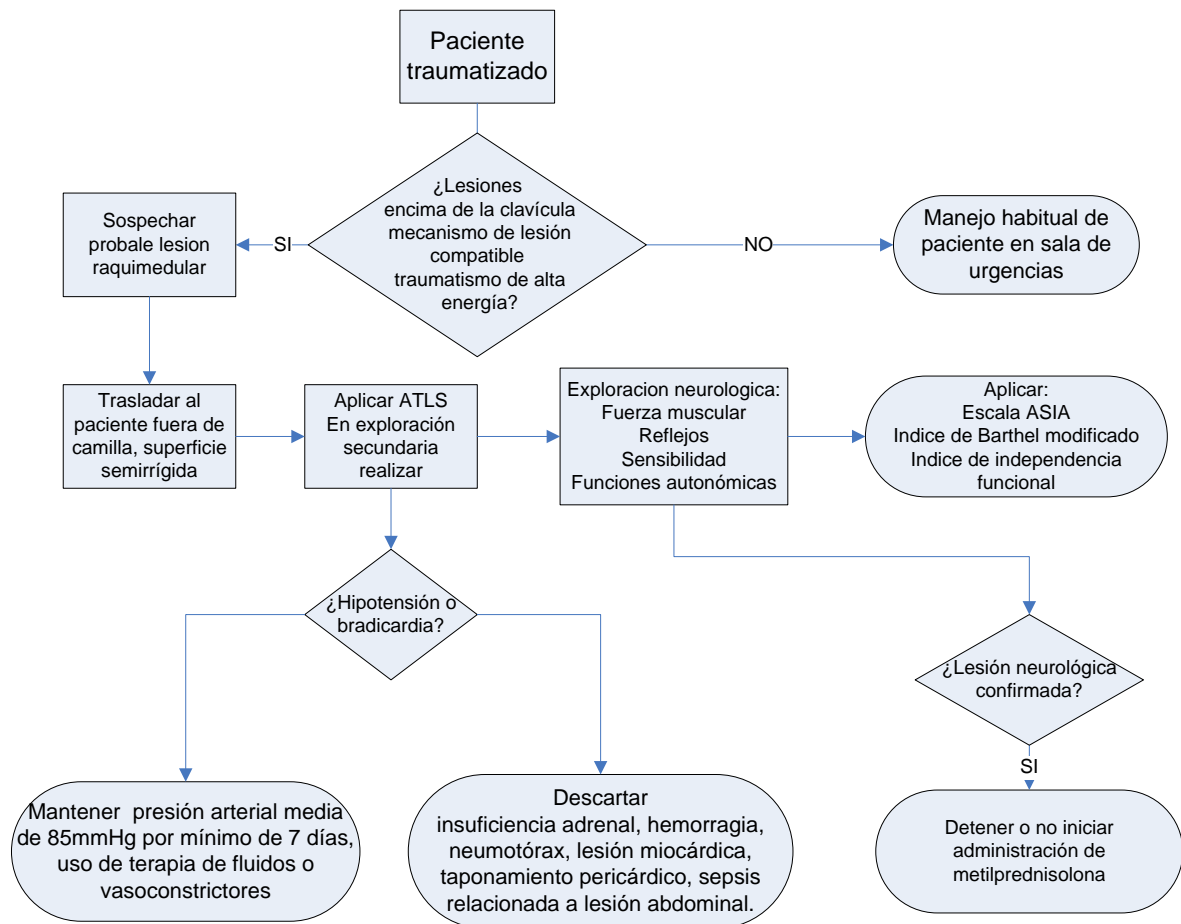 Paciente
traumatizado
¿Lesiones
encima de la clavícula
mecanismo de lesión
compatible
traumatismo de alta
energía?
SI
NO
Sospechar
probale lesion
raquimedular
Manejo habitual de
paciente en sala de
urgencias
Trasladar al
paciente fuera de
camilla, superficie
semirrígida
Aplicar ATLS
En exploración
secundaria
realizar
Exploracion neurologica:
Fuerza muscular
Reflejos
Sensibilidad
Funciones autonómicas
Aplicar:
Escala ASIA
Indice de Barthel modificado
Indice de independencia
funcional
¿Hipotensión o
bradicardia?
¿Lesión neurológica
confirmada?
SI
Mantener presión arterial media
de 85mmHg por mínimo de 7 días,
uso de terapia de fluidos o
vasoconstrictores
Descartar
insuficiencia adrenal, hemorragia,
neumotórax, lesión miocárdica,
taponamiento pericárdico, sepsis
relacionada a lesión abdominal.
Detener o no iniciar
administración de
metilprednisolona